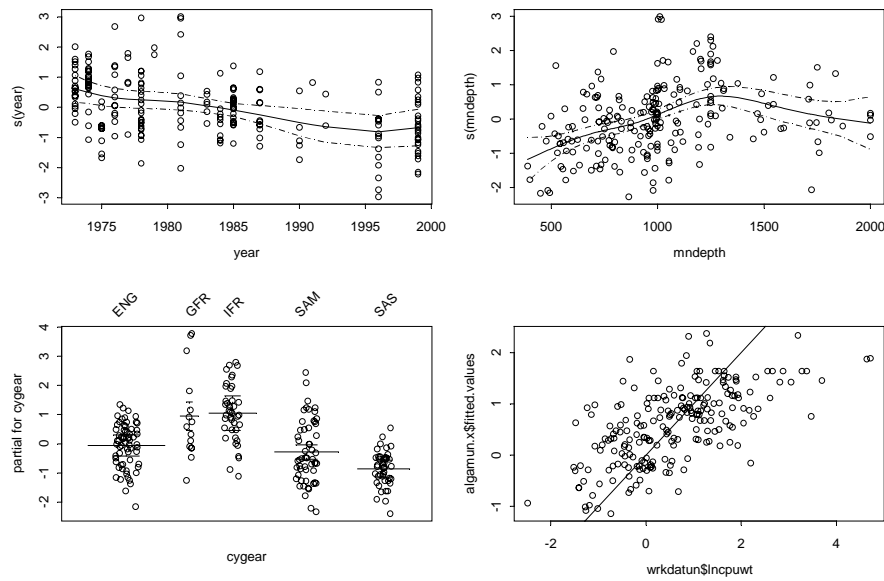 3
2
1
0
-1
-2
-3
s(year)
1975
1980
1985
1990
1995
2000
year
3
2
1
0
-1
-2
s(mndepth)
500
1000
1500
2000
mndepth
ENG
GFR
IFR
SAM
SAS
4
3
2
1
0
-1
-2
partial for cygear
cygear
2
1
0
-1
algamun.x$fitted.values
-2
0
2
4
wrkdatun$lncpuwt